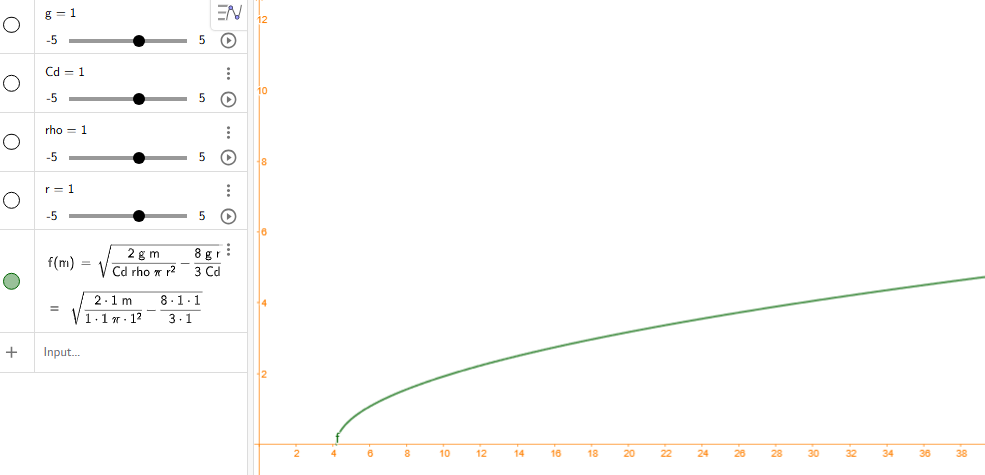 g = 1
-5 5
Cd = 1
-5 5
rho = 1
-5 5
r = 1
-5 5
f(m) = √(2 g m / (Cd rho π r²) − 8 g r / (3 Cd))
= √(2 · 1 m / (1 · 1 π · 1²) − 8 · 1 · 1 / (3 · 1))
+ Input...
12
10
8
6
4
2
f
2 4 6 8 10 12 14 16 18 20 22 24 26 28 30 32 34 36 38